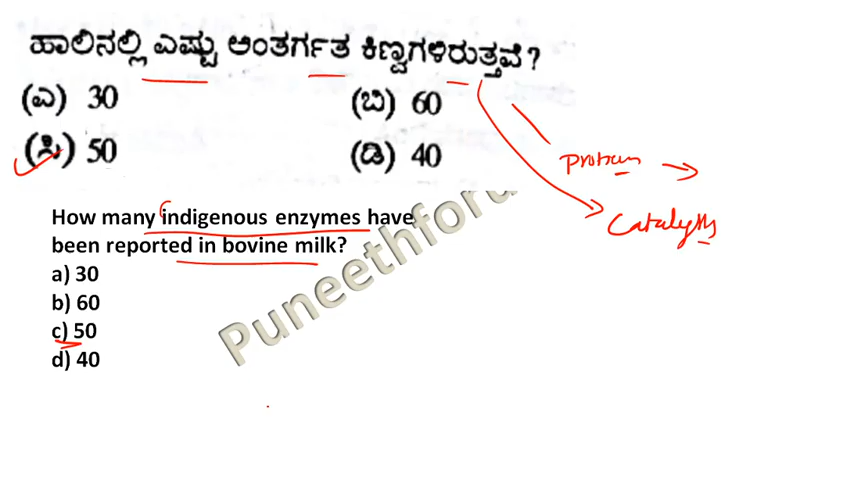 ಹಾಲಿನಲ್ಲಿ ಎಷ್ಟು ಅಂತರ್ಗತ ಕಿಣ್ವಗಳಿರುತ್ತವೆ?
(ಎ) 30 (ಬಿ) 60
(ಸಿ) 50 (ಡಿ) 40
Protein
Catalysts
How many indigenous enzymes have
been reported in bovine milk?
a) 30
b) 60
c) 50
d) 40
Puneethforu